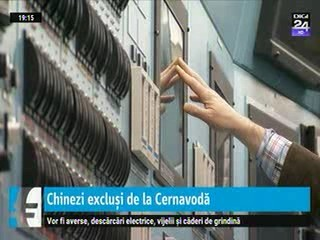 19:15
DIGI 24
HD
Chinezi excluși de la Cernavodă
Vor fi averse, descărcări electrice, vijelii și căderi de grindină